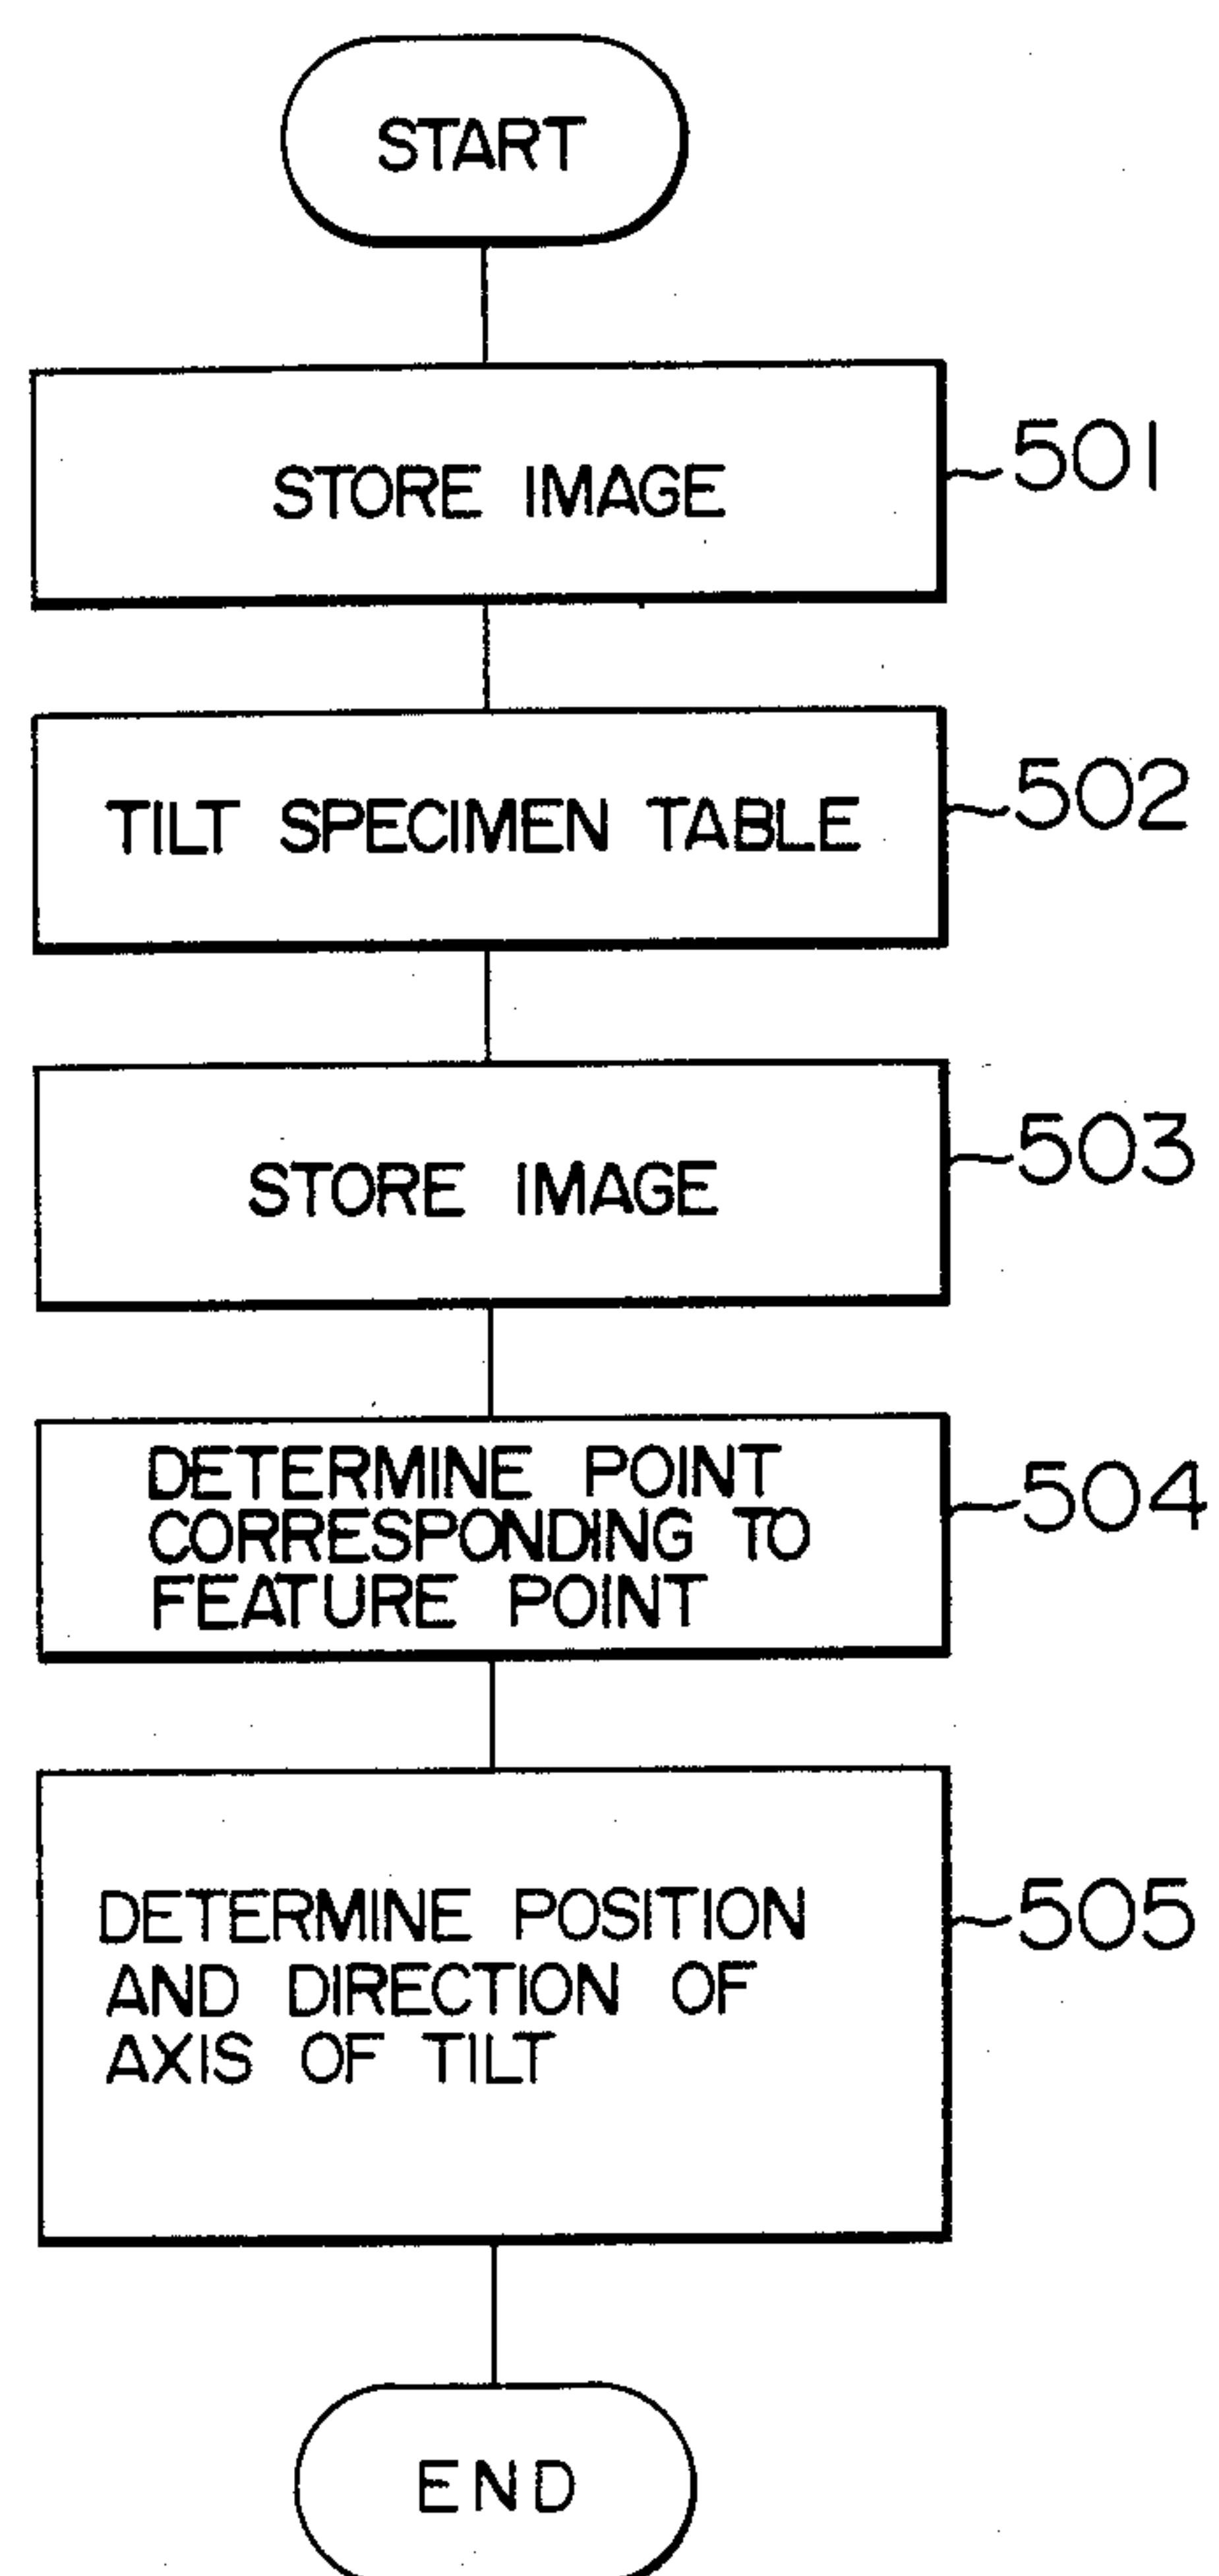 START
STORE IMAGE
501
TILT SPECIMEN TABLE
502
STORE IMAGE
503
DETERMINE POINT
CORRESPONDING TO
FEATURE POINT
504
DETERMINE POSITION
AND DIRECTION OF
AXIS OF TILT
505
END